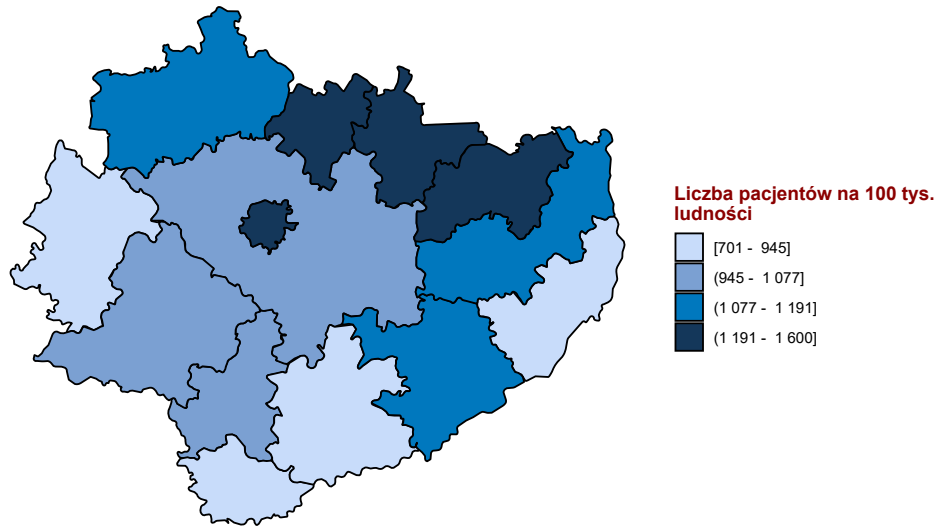 Liczba pacjentów na 100 tys.
ludności
[701 - 945]
(945 - 1 077]
(1 077 - 1 191]
(1 191 - 1 600]